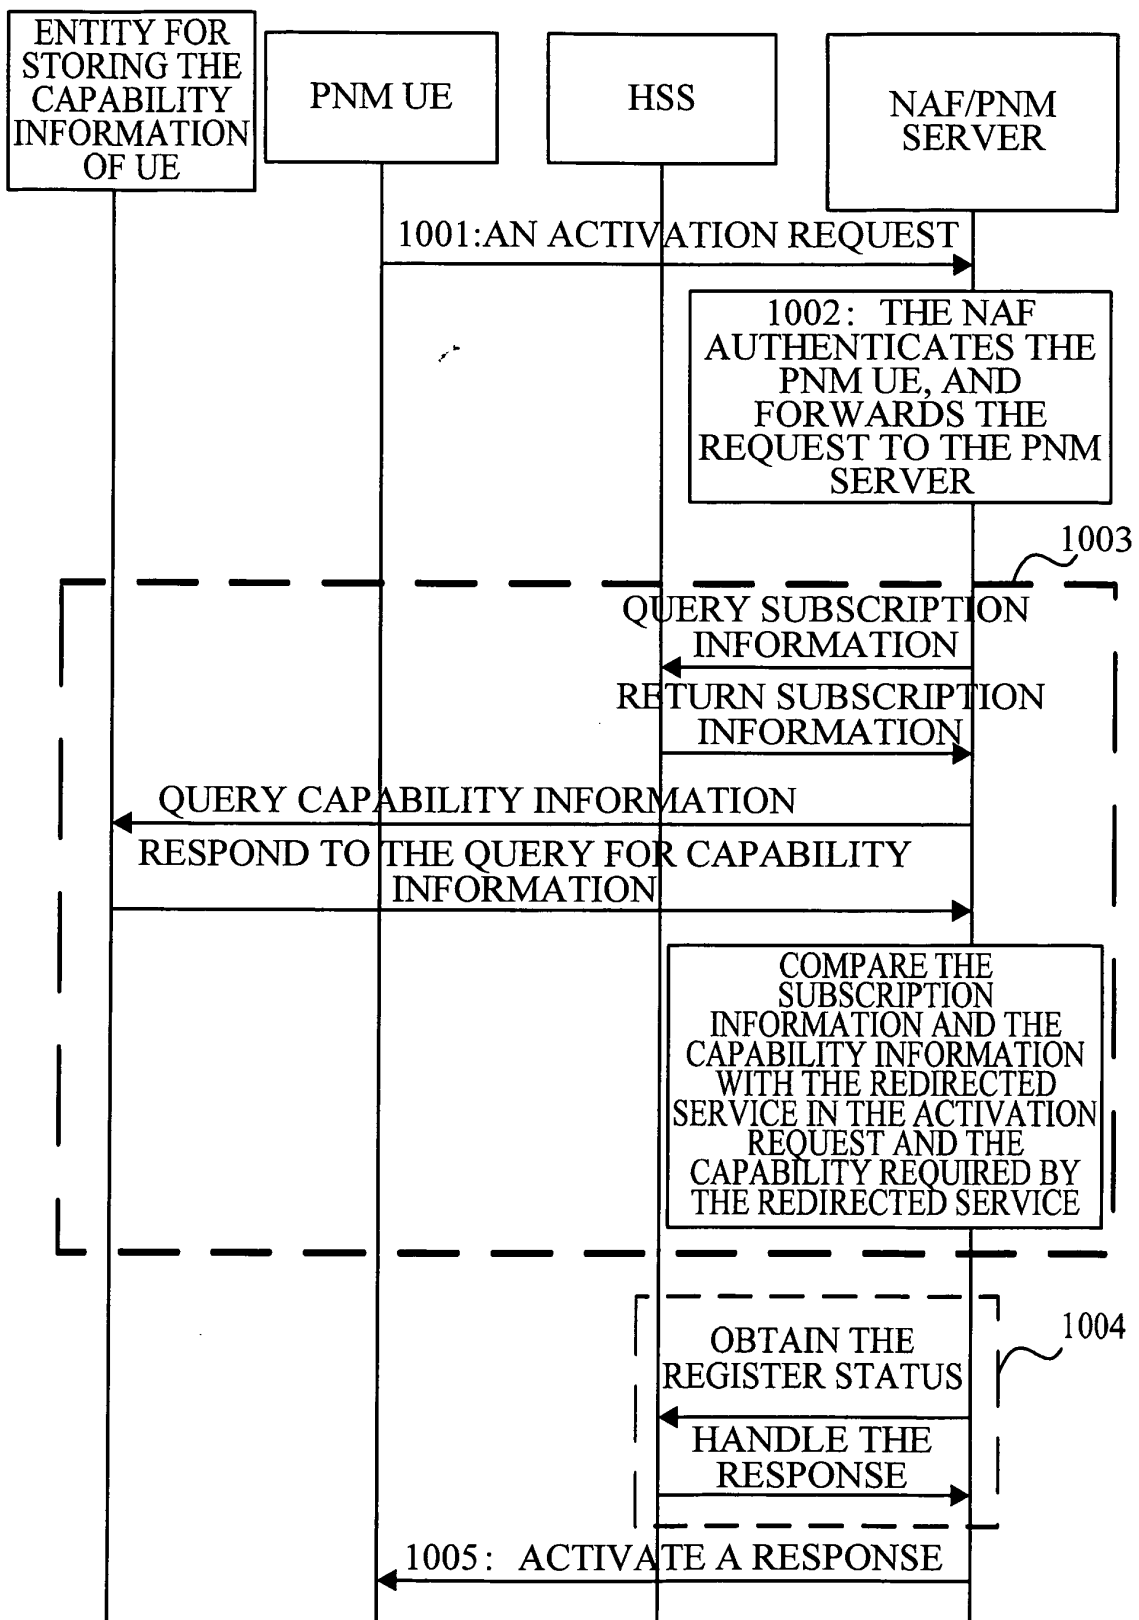 ENTITY FOR
STORING THE
CAPABILITY
INFORMATION
OF UE
PNM UE
HSS
NAF/PNM
SERVER
1001:AN ACTIVATION REQUEST
1002: THE NAF
AUTHENTICATES THE
PNM UE, AND
FORWARDS THE
REQUEST TO THE PNM
SERVER
1003
QUERY SUBSCRIPTION
INFORMATION
RETURN SUBSCRIPTION
INFORMATION
QUERY CAPABILITY INFORMATION
RESPOND TO THE QUERY FOR CAPABILITY
INFORMATION
COMPARE THE
SUBSCRIPTION
INFORMATION AND THE
CAPABILITY INFORMATION
WITH THE REDIRECTED
SERVICE IN THE ACTIVATION
REQUEST AND THE
CAPABILITY REQUIRED BY
THE REDIRECTED SERVICE
1004
OBTAIN THE
REGISTER STATUS
HANDLE THE
RESPONSE
1005: ACTIVATE A RESPONSE